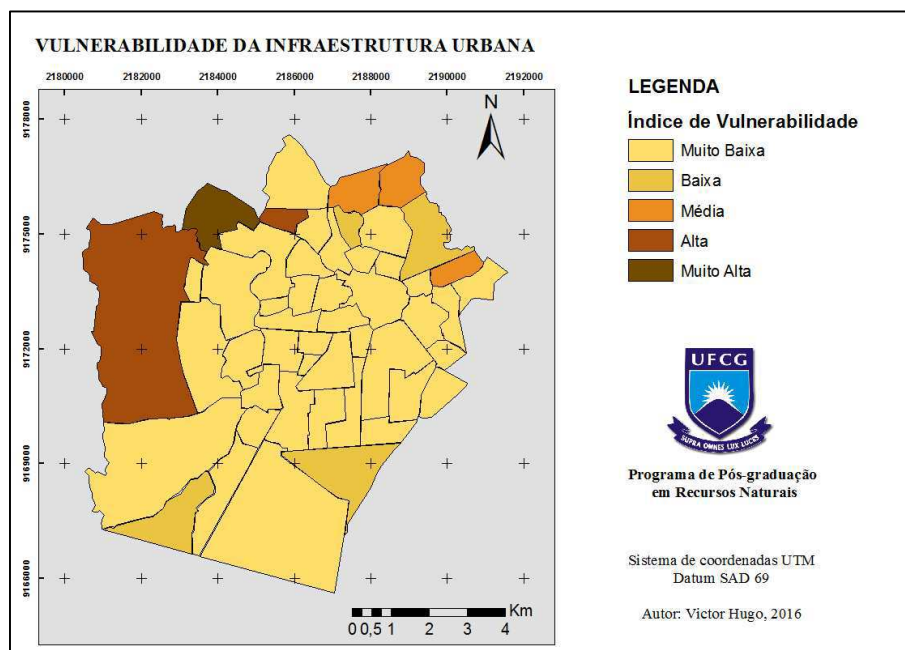 VULNERABILIDADE DA INFRAESTRUTURA URBANA
2180000 2182000 2184000 2186000 2188000 2190000 2192000
9178000
9175000
9172000
9169000
9166000
N
Km
0 0,5 1 2 3 4
LEGENDA
Índice de Vulnerabilidade
Muito Baixa
Baixa
Média
Alta
Muito Alta
UFCG
SUPRA OMNES LUX LUCES
Programa de Pós-graduação
em Recursos Naturais
Sistema de coordenadas UTM
Datum SAD 69
Autor: Victor Hugo, 2016